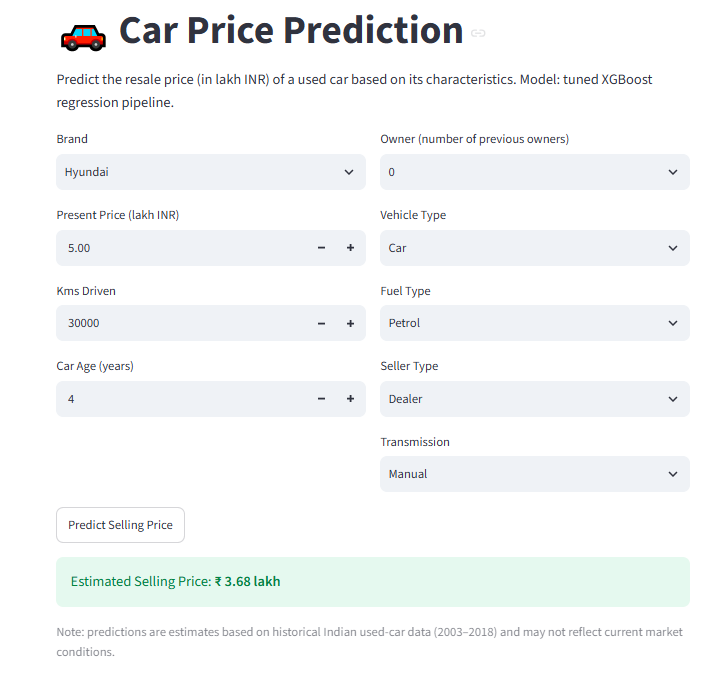 Car Price Prediction
Predict the resale price (in lakh INR) of a used car based on its characteristics. Model: tuned XGBoost
regression pipeline.
Brand
Hyundai
Present Price (lakh INR)
5.00
Kms Driven
30000
Car Age (years)
4
Owner (number of previous owners)
0
Vehicle Type
Car
Fuel Type
Petrol
Seller Type
Dealer
Transmission
Manual
Predict Selling Price
Estimated Selling Price: ₹ 3.68 lakh
Note: predictions are estimates based on historical Indian used-car data (2003–2018) and may not reflect current market
conditions.